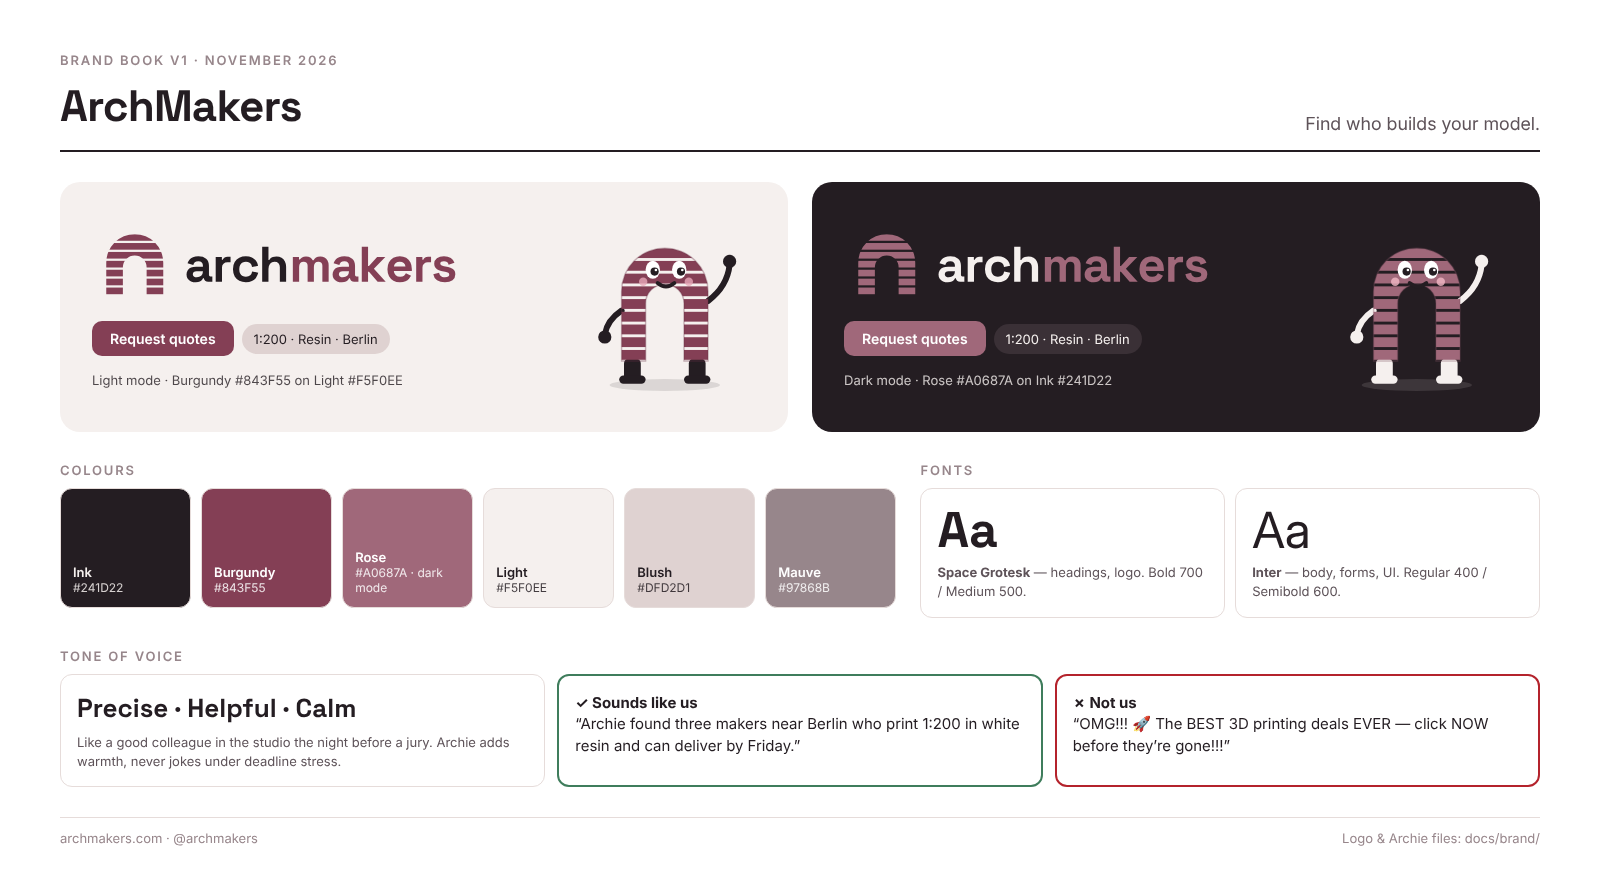 BRAND BOOK V1 · NOVEMBER 2026
ArchMakers
Find who builds your model.
archmakers
Request quotes
1:200 · Resin · Berlin
Light mode · Burgundy #843F55 on Light #F5F0EE
archmakers
Request quotes
1:200 · Resin · Berlin
Dark mode · Rose #A0687A on Ink #241D22
COLOURS
Ink
#241D22
Burgundy
#843F55
Rose
#A0687A · dark
mode
Light
#F5F0EE
Blush
#DFD2D1
Mauve
#97868B
FONTS
Aa
Space Grotesk — headings, logo. Bold 700
/ Medium 500.
Aa
Inter — body, forms, UI. Regular 400 /
Semibold 600.
TONE OF VOICE
Precise · Helpful · Calm
Like a good colleague in the studio the night before a jury. Archie adds
warmth, never jokes under deadline stress.
✓ Sounds like us
“Archie found three makers near Berlin who print 1:200 in white
resin and can deliver by Friday.”
× Not us
“OMG!!! 🚀 The BEST 3D printing deals EVER — click NOW
before they’re gone!!!”
archmakers.com · @archmakers
Logo & Archie files: docs/brand/